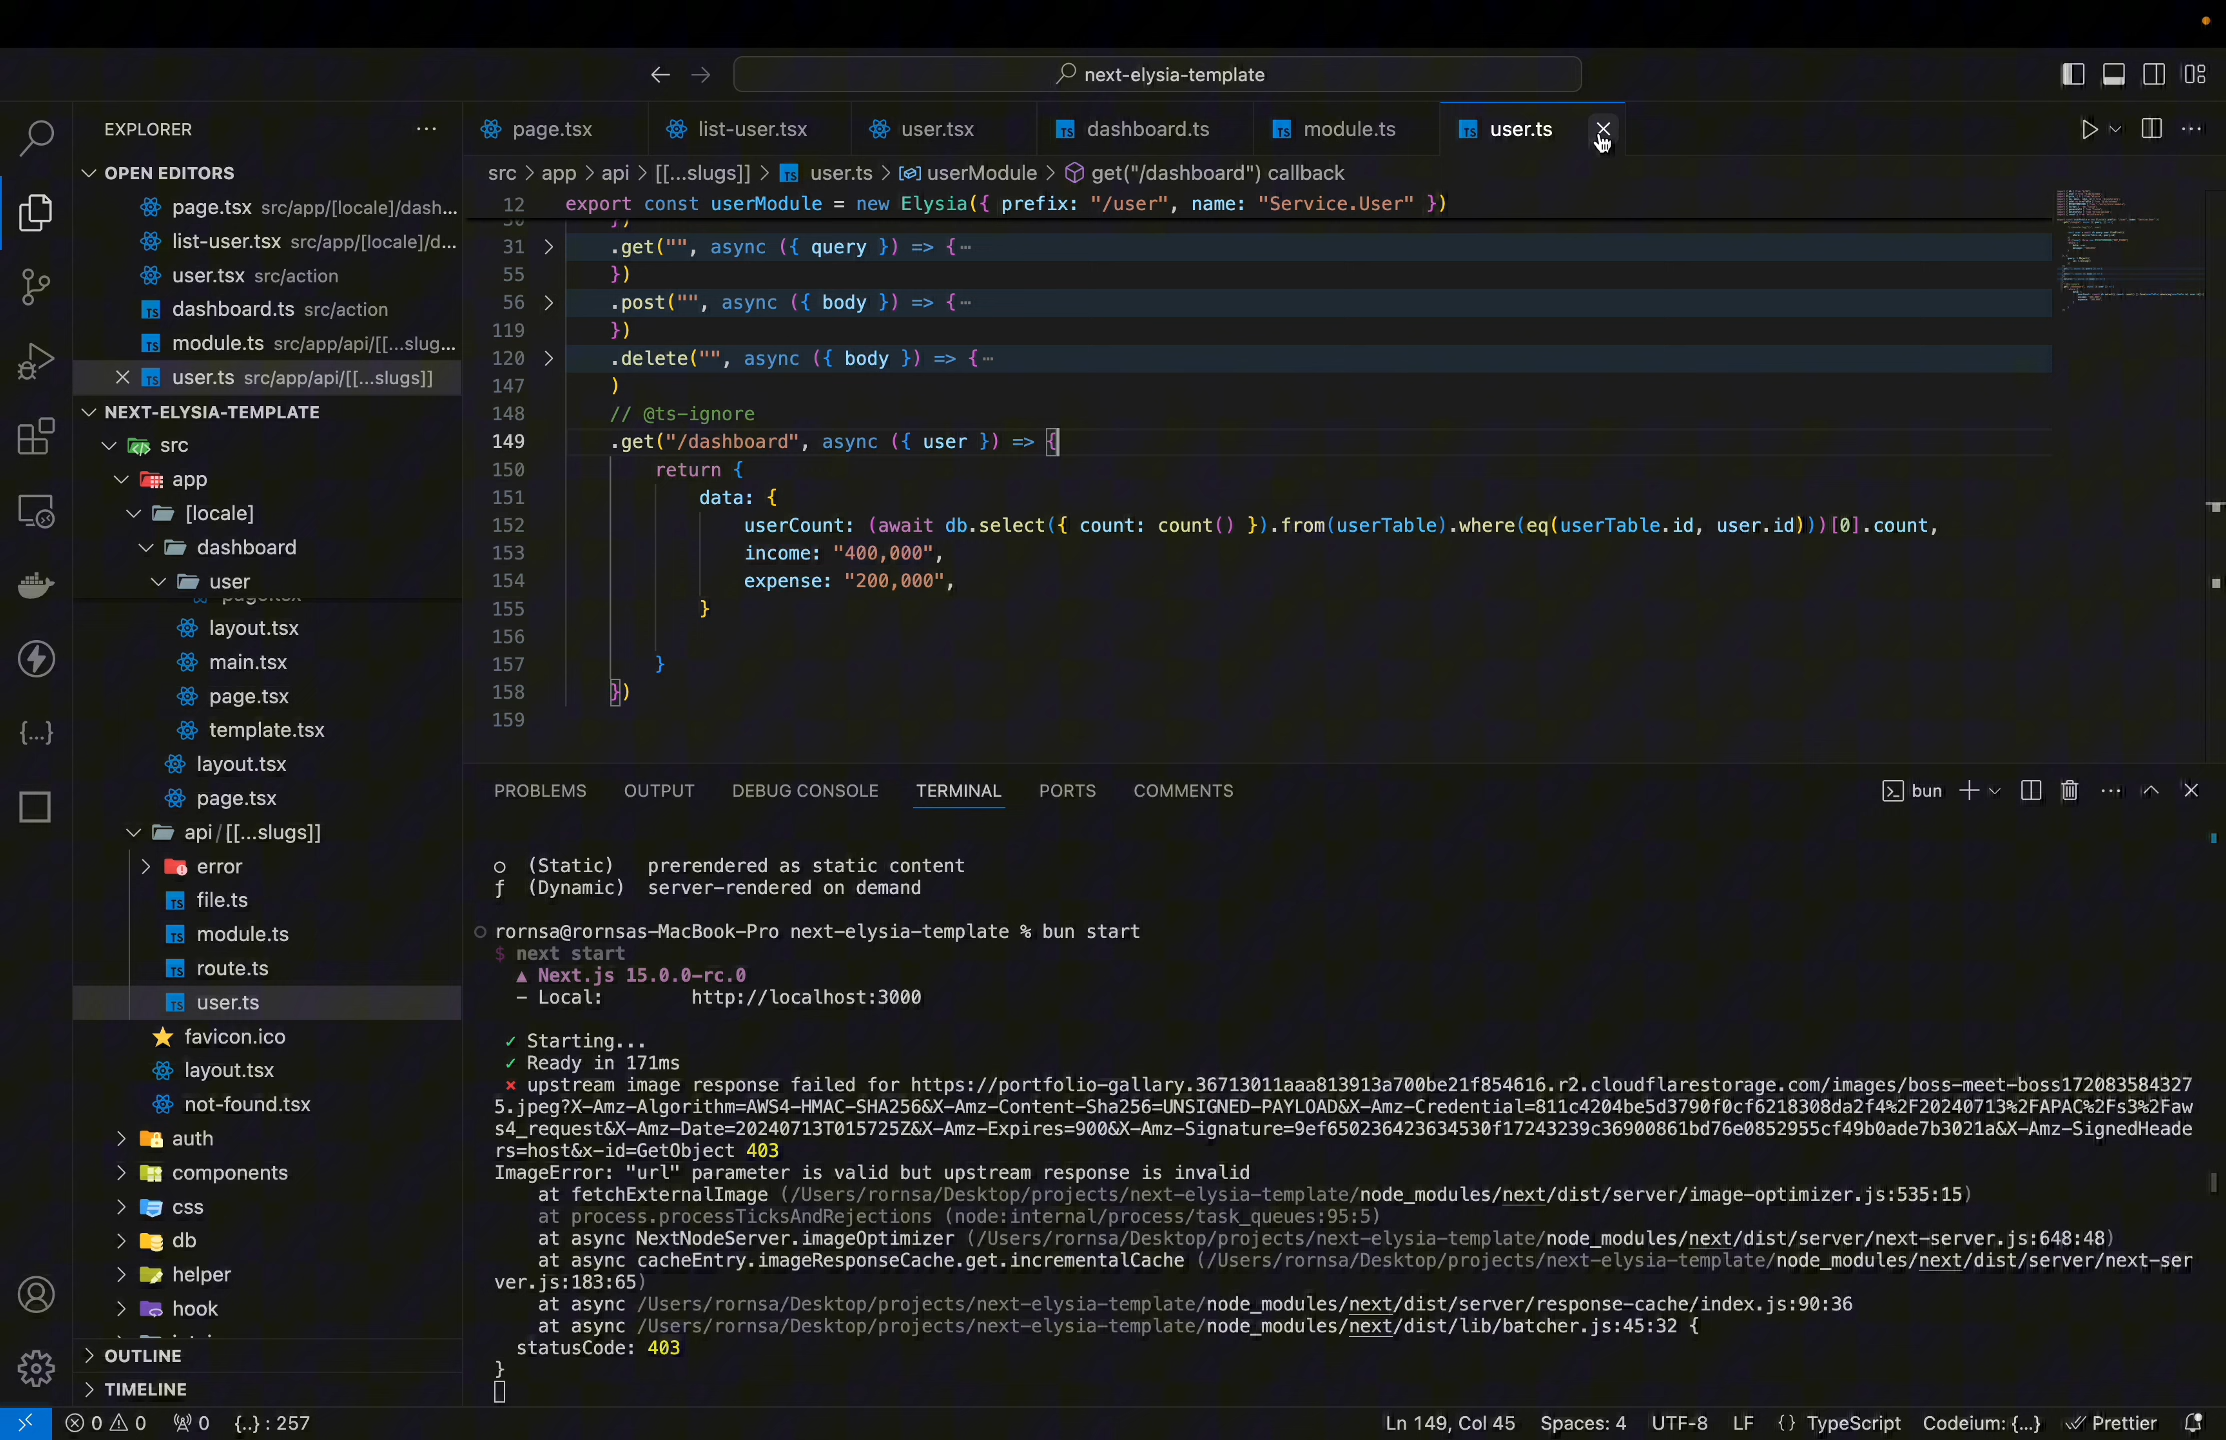 next-elysia-template
EXPLORER
page.tsx
list-user.tsx
user.tsx
dashboard.ts
module.ts
user.ts
OPEN EDITORS
page.tsx src/app/[locale]/dash...
list-user.tsx src/app/[locale]/d...
user.tsx src/action
dashboard.ts src/action
module.ts src/app/api/[[...slug...
user.ts src/app/api/[[...slugs]]
NEXT-ELYSIA-TEMPLATE
src
app
[locale]
dashboard
user
layout.tsx
main.tsx
page.tsx
template.tsx
layout.tsx
page.tsx
api/[[...slugs]]
error
file.ts
module.ts
route.ts
user.ts
favicon.ico
layout.tsx
not-found.tsx
auth
components
css
db
helper
hook
OUTLINE
TIMELINE
src > app > api > [[...slugs]] > user.ts > userModule > get("/dashboard") callback
12 export const userModule = new Elysia({ prefix: "/user", name: "Service.User" })
31 .get("", async ({ query }) => {…
55 })
56 .post("", async ({ body }) => {…
119 })
120 .delete("", async ({ body }) => {…
147 )
148 // @ts-ignore
149 .get("/dashboard", async ({ user }) => {
150 return {
151 data: {
152 userCount: (await db.select({ count: count() }).from(userTable).where(eq(userTable.id, user.id)))[0].count,
153 income: "400,000",
154 expense: "200,000",
155 }
156
157 }
158 })
159
PROBLEMS OUTPUT DEBUG CONSOLE TERMINAL PORTS COMMENTS
bun
○ (Static) prerendered as static content
ƒ (Dynamic) server-rendered on demand
rornsa@rornsas-MacBook-Pro next-elysia-template % bun start
$ next start
▲ Next.js 15.0.0-rc.0
- Local: http://localhost:3000
✓ Starting...
✓ Ready in 171ms
⨯ upstream image response failed for https://portfolio-gallary.36713011aaa813913a700be21f854616.r2.cloudflarestorage.com/images/boss-meet-boss172083584327
5.jpeg?X-Amz-Algorithm=AWS4-HMAC-SHA256&X-Amz-Content-Sha256=UNSIGNED-PAYLOAD&X-Amz-Credential=811c4204be5d3790f0cf6218308da2f4%2F20240713%2FAPAC%2Fs3%2Faw
s4_request&X-Amz-Date=20240713T015725Z&X-Amz-Expires=900&X-Amz-Signature=9ef650236423634530f17243239c36900861bd76e0852955cf49b0ade7b3021a&X-Amz-SignedHeade
rs=host&x-id=GetObject 403
ImageError: "url" parameter is valid but upstream response is invalid
at fetchExternalImage (/Users/rornsa/Desktop/projects/next-elysia-template/node_modules/next/dist/server/image-optimizer.js:535:15)
at process.processTicksAndRejections (node:internal/process/task_queues:95:5)
at async NextNodeServer.imageOptimizer (/Users/rornsa/Desktop/projects/next-elysia-template/node_modules/next/dist/server/next-server.js:648:48)
at async cacheEntry.imageResponseCache.get.incrementalCache (/Users/rornsa/Desktop/projects/next-elysia-template/node_modules/next/dist/server/next-ser
ver.js:183:65)
at async /Users/rornsa/Desktop/projects/next-elysia-template/node_modules/next/dist/server/response-cache/index.js:90:36
at async /Users/rornsa/Desktop/projects/next-elysia-template/node_modules/next/dist/lib/batcher.js:45:32 {
statusCode: 403
}
0 0 0 {..} : 257
Ln 149, Col 45 Spaces: 4 UTF-8 LF {} TypeScript Codeium: {...} Prettier